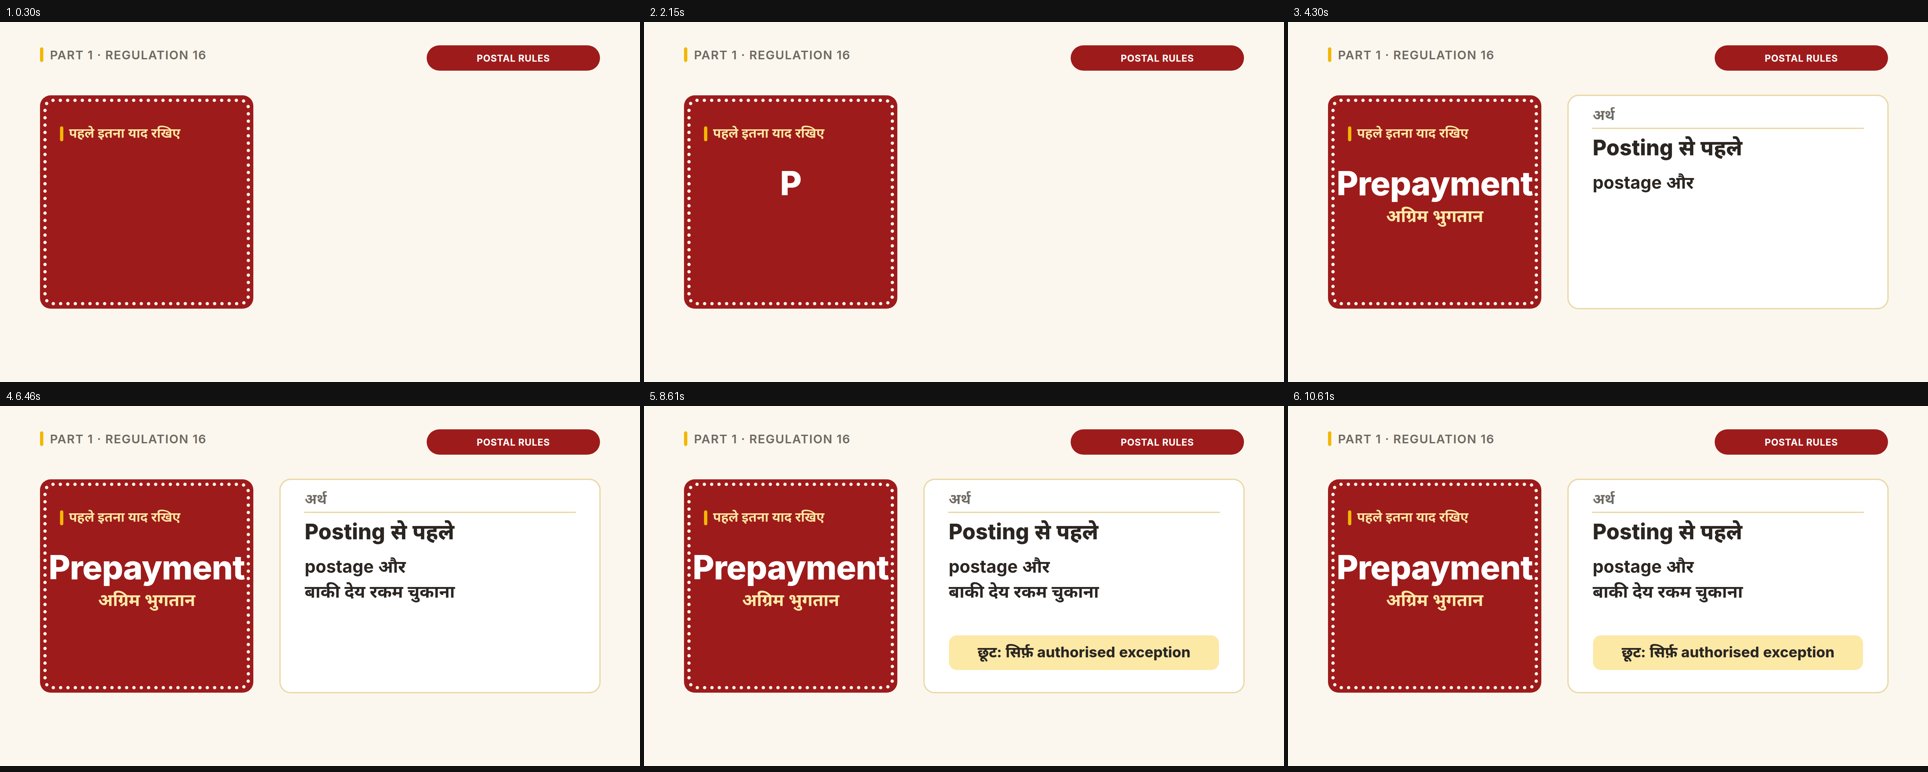 1. 0.30s
PART 1 · REGULATION 16
POSTAL RULES
पहले इतना याद रखिए
2. 2.15s
PART 1 · REGULATION 16
POSTAL RULES
पहले इतना याद रखिए
P
3. 4.30s
PART 1 · REGULATION 16
POSTAL RULES
पहले इतना याद रखिए
Prepayment
अग्रिम भुगतान
अर्थ
Posting से पहले
postage और
4. 6.46s
PART 1 · REGULATION 16
POSTAL RULES
पहले इतना याद रखिए
Prepayment
अग्रिम भुगतान
अर्थ
Posting से पहले
postage और
बाकी देय रकम चुकाना
5. 8.61s
PART 1 · REGULATION 16
POSTAL RULES
पहले इतना याद रखिए
Prepayment
अग्रिम भुगतान
अर्थ
Posting से पहले
postage और
बाकी देय रकम चुकाना
छूट: सिर्फ़ authorised exception
6. 10.61s
PART 1 · REGULATION 16
POSTAL RULES
पहले इतना याद रखिए
Prepayment
अग्रिम भुगतान
अर्थ
Posting से पहले
postage और
बाकी देय रकम चुकाना
छूट: सिर्फ़ authorised exception